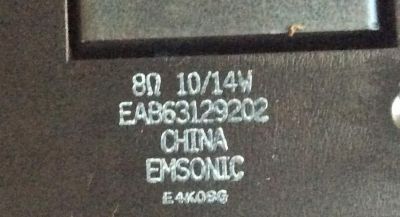 8Ω 10/14W
EAB63129202
CHINA
EMSONIC
E4K09G